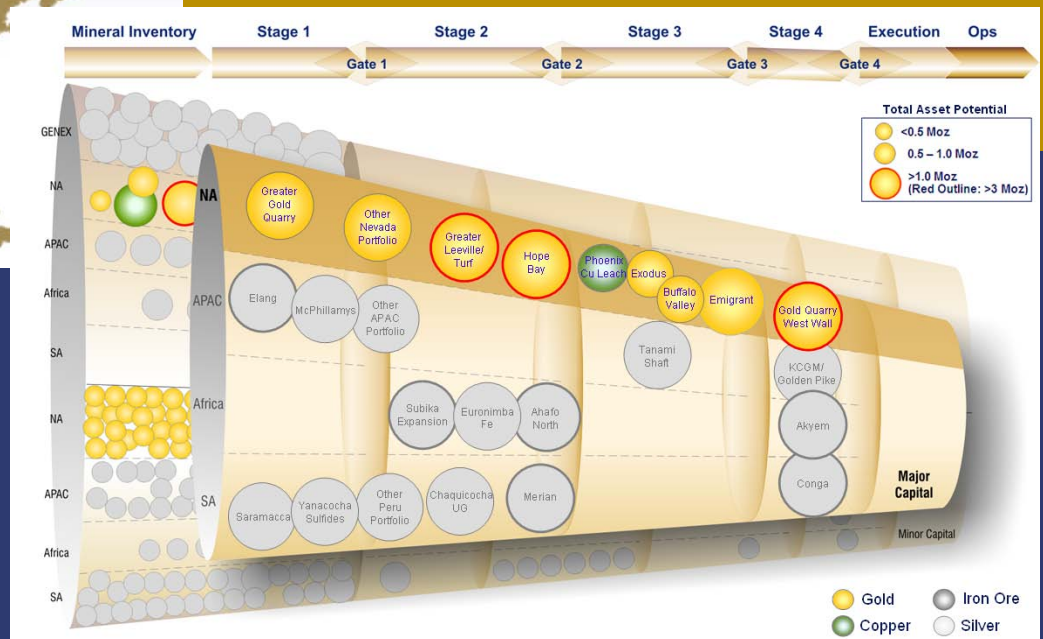 Mineral Inventory
Stage 1
Stage 2
Stage 3
Stage 4
Execution
Ops
Gate 1
Gate 2
Gate 3
Gate 4
Total Asset Potential
<0.5 Moz
0.5 – 1.0 Moz
>1.0 Moz
(Red Outline: >3 Moz)
GENEX
NA
APAC
Africa
SA
NA
APAC
Africa
SA
NA
Greater
Gold
Quarry
Other
Nevada
Portfolio
Greater
Leeville/
Turf
Hope
Bay
Phoenix
Cu Leach
Exodus
Buffalo
Valley
Emigrant
Gold Quarry
West Wall
APAC
Elang
McPhillamys
Other
APAC
Portfolio
Tanami
Shaft
KCGM/
Golden Pike
Africa
Subika
Expansion
Euronimba
Fe
Ahafo
North
Akyem
SA
Saramacca
Yanacocha
Sulfides
Other
Peru
Portfolio
Chaquicocha
UG
Merian
Conga
Major
Capital
Minor Capital
Gold
Iron Ore
Copper
Silver